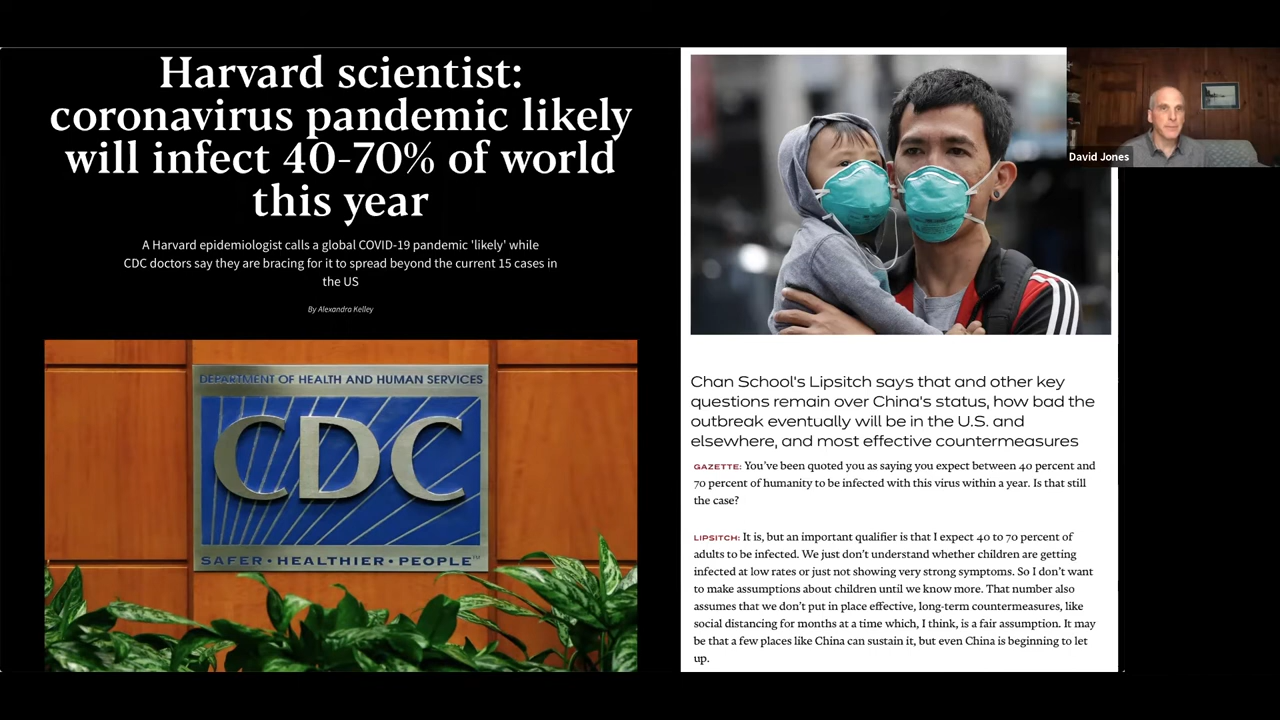 Harvard scientist:
coronavirus pandemic likely
will infect 40-70% of world
this year
A Harvard epidemiologist calls a global COVID-19 pandemic 'likely' while
CDC doctors say they are bracing for it to spread beyond the current 15 cases in
the US
By Alexandra Kelley
DEPARTMENT OF HEALTH AND HUMAN SERVICES
CDC
SAFER • HEALTHIER • PEOPLE™
David Jones
Chan School's Lipsitch says that and other key
questions remain over China's status, how bad the
outbreak eventually will be in the U.S. and
elsewhere, and most effective countermeasures
GAZETTE: You've been quoted you as saying you expect between 40 percent and
70 percent of humanity to be infected with this virus within a year. Is that still
the case?
LIPSITCH: It is, but an important qualifier is that I expect 40 to 70 percent of
adults to be infected. We just don't understand whether children are getting
infected at low rates or just not showing very strong symptoms. So I don't want
to make assumptions about children until we know more. That number also
assumes that we don't put in place effective, long-term countermeasures, like
social distancing for months at a time which, I think, is a fair assumption. It may
be that a few places like China can sustain it, but even China is beginning to let
up.